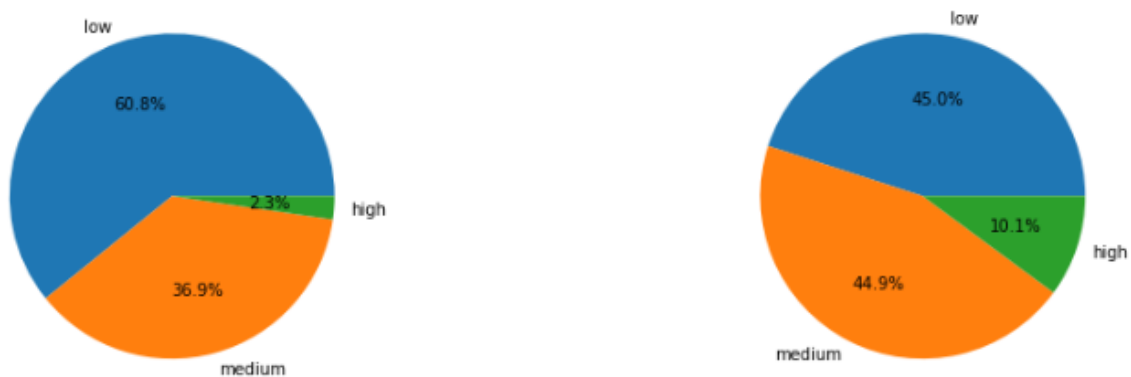 low
60.8%
2.3%
high
36.9%
medium
low
45.0%
10.1%
high
44.9%
medium